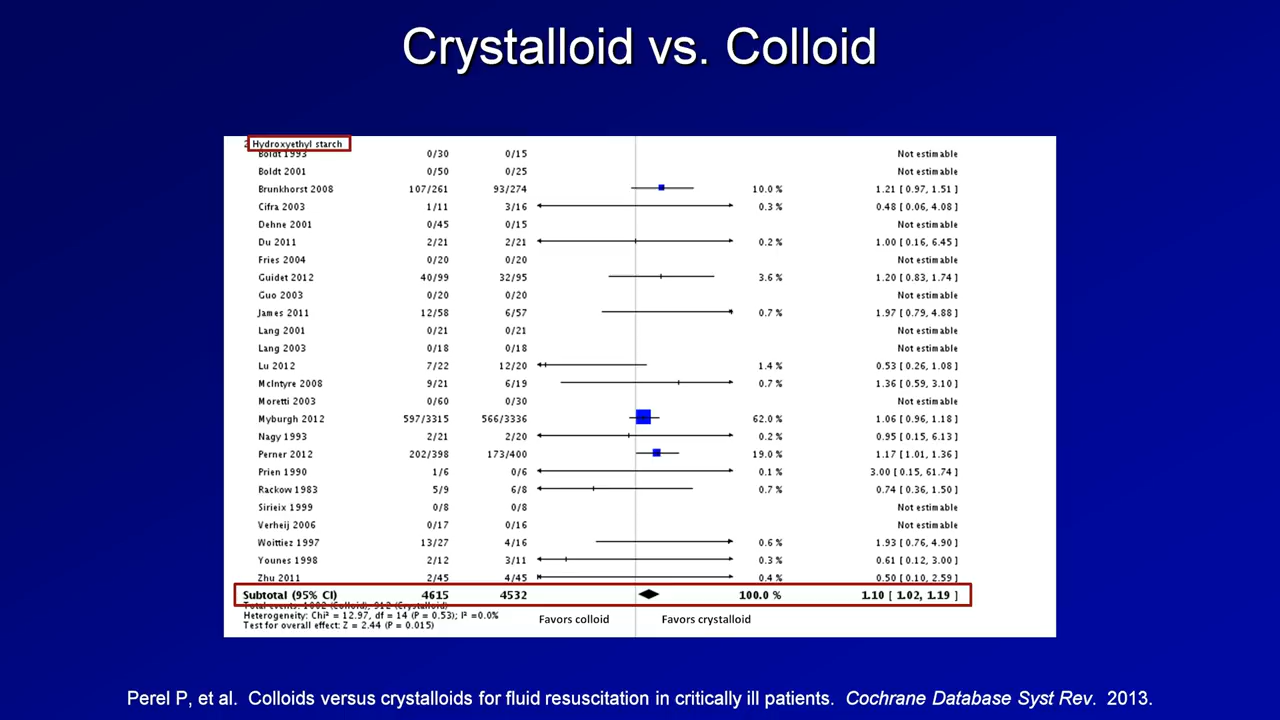 Crystalloid vs. Colloid
Hydroxyethyl starch
Boldt 1993 0/30 0/15 Not estimable
Boldt 2001 0/50 0/25 Not estimable
Brunkhorst 2008 107/261 93/274 10.0 % 1.21 [ 0.97, 1.51 ]
Cifra 2003 1/11 3/16 0.3 % 0.48 [ 0.06, 4.08 ]
Dehne 2001 0/45 0/15 Not estimable
Du 2011 2/21 2/21 0.2 % 1.00 [ 0.16, 6.45 ]
Fries 2004 0/20 0/20 Not estimable
Guidet 2012 40/99 32/95 3.6 % 1.20 [ 0.83, 1.74 ]
Guo 2003 0/20 0/20 Not estimable
James 2011 12/58 6/57 0.7 % 1.97 [ 0.79, 4.88 ]
Lang 2001 0/21 0/21 Not estimable
Lang 2003 0/18 0/18 Not estimable
Lu 2012 7/22 12/20 1.4 % 0.53 [ 0.26, 1.08 ]
McIntyre 2008 9/21 6/19 0.7 % 1.36 [ 0.59, 3.10 ]
Moretti 2003 0/60 0/30 Not estimable
Myburgh 2012 597/3315 566/3336 62.0 % 1.06 [ 0.96, 1.18 ]
Nagy 1993 2/21 2/20 0.2 % 0.95 [ 0.15, 6.13 ]
Perner 2012 202/398 173/400 19.0 % 1.17 [ 1.01, 1.36 ]
Prien 1990 1/6 0/6 0.1 % 3.00 [ 0.15, 61.74 ]
Rackow 1983 5/9 6/8 0.7 % 0.74 [ 0.36, 1.50 ]
Sirieix 1999 0/8 0/8 Not estimable
Verheij 2006 0/17 0/16 Not estimable
Woittiez 1997 13/27 4/16 0.6 % 1.93 [ 0.76, 4.90 ]
Younes 1998 2/12 3/11 0.3 % 0.61 [ 0.12, 3.00 ]
Zhu 2011 2/45 4/45 0.4 % 0.50 [ 0.10, 2.59 ]
Subtotal (95% CI) 4615 4532 100.0 % 1.10 [ 1.02, 1.19 ]
Total events: (Colloid), 912 (Crystalloid)
Heterogeneity: Chi² = 12.97, df = 14 (P = 0.53); I² =0.0%
Test for overall effect: Z = 2.44 (P = 0.015)
Favors colloid Favors crystalloid
Perel P, et al. Colloids versus crystalloids for fluid resuscitation in critically ill patients. Cochrane Database Syst Rev. 2013.